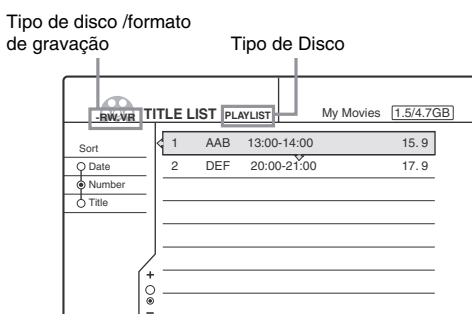 Tipo de disco /formato
de gravação
Tipo de Disco
-RW.VR TITLE LIST PLAYLIST My Movies 1.5/4.7GB
Sort
Date
Number
Title
1 AAB 13:00-14:00 15. 9
2 DEF 20:00-21:00 17. 9
+
–